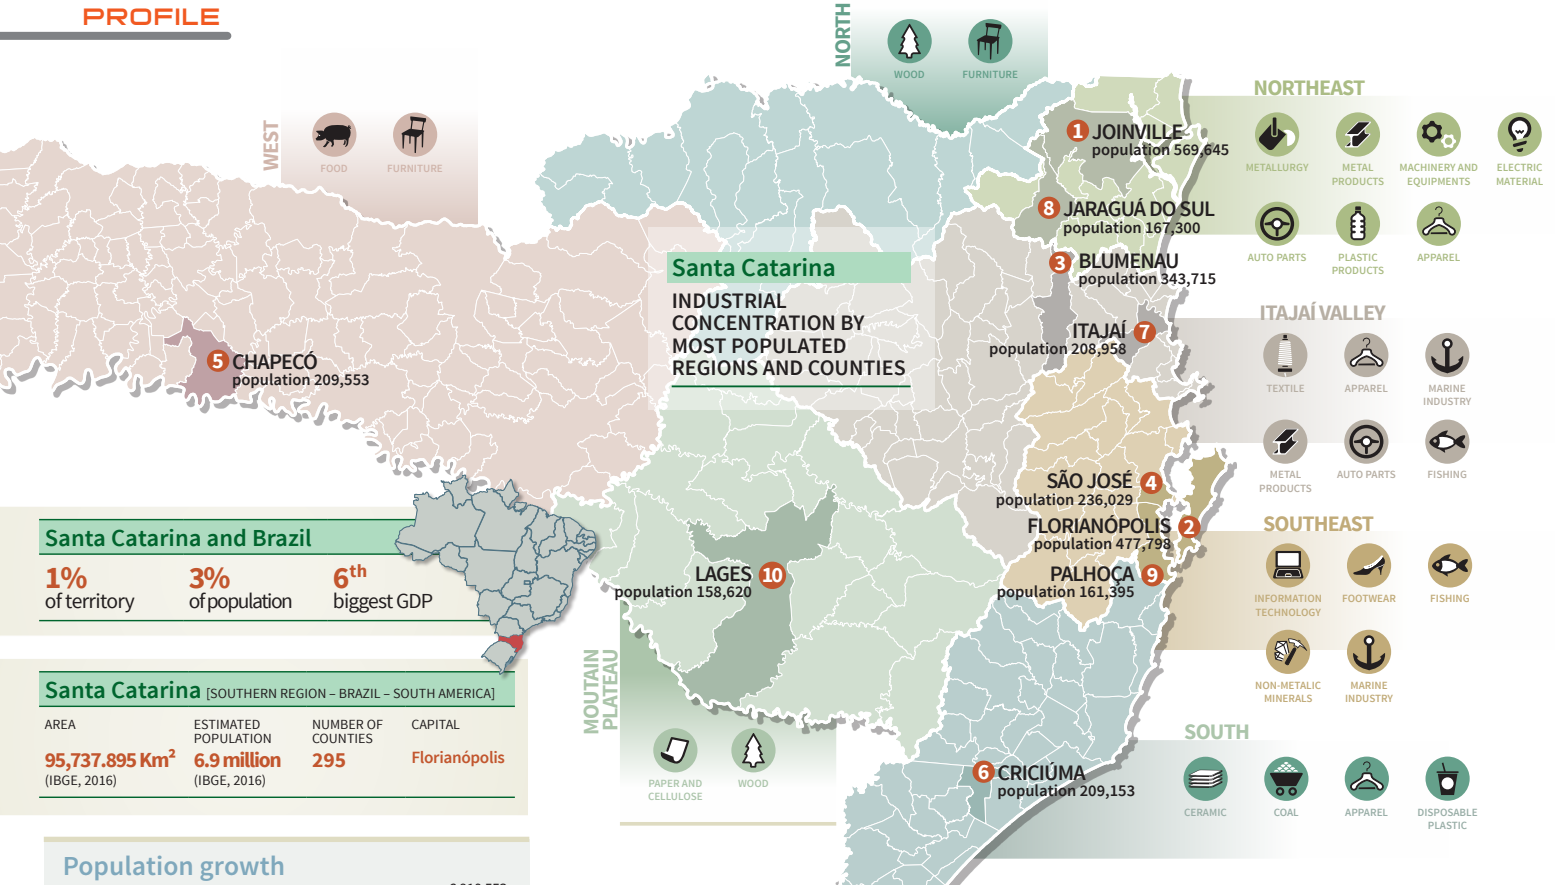 PROFILE
NORTH
WOOD
FURNITURE
WEST
FOOD
FURNITURE
NORTHEAST
METALLURGY
METAL
PRODUCTS
MACHINERY AND
EQUIPMENTS
ELECTRIC
MATERIAL
AUTO PARTS
PLASTIC
PRODUCTS
APPAREL
1 JOINVILLE
population 569,645
8 JARAGUÁ DO SUL
population 167,300
3 BLUMENAU
population 343,715
ITAJAÍ 7
population 208,958
Santa Catarina
INDUSTRIAL
CONCENTRATION BY
MOST POPULATED
REGIONS AND COUNTIES
5 CHAPECÓ
population 209,553
ITAJAÍ VALLEY
TEXTILE
APPAREL
MARINE
INDUSTRY
METAL
PRODUCTS
AUTO PARTS
FISHING
SÃO JOSÉ 4
population 236,029
FLORIANÓPOLIS 2
population 477,798
PALHOÇA 9
population 161,395
LAGES 10
population 158,620
SOUTHEAST
INFORMATION
TECHNOLOGY
FOOTWEAR
FISHING
NON-METALIC
MINERALS
MARINE
INDUSTRY
Santa Catarina and Brazil
1%
of territory
3%
of population
6th
biggest GDP
Santa Catarina [SOUTHERN REGION – BRAZIL – SOUTH AMERICA]
AREA
95,737.895 Km²
(IBGE, 2016)
ESTIMATED
POPULATION
6.9 million
(IBGE, 2016)
NUMBER OF
COUNTIES
295
CAPITAL
Florianópolis
MOUTAIN
PLATEAU
PAPER AND
CELLULOSE
WOOD
SOUTH
CERAMIC
COAL
APPAREL
DISPOSABLE
PLASTIC
6 CRICIÚMA
population 209,153
Population growth